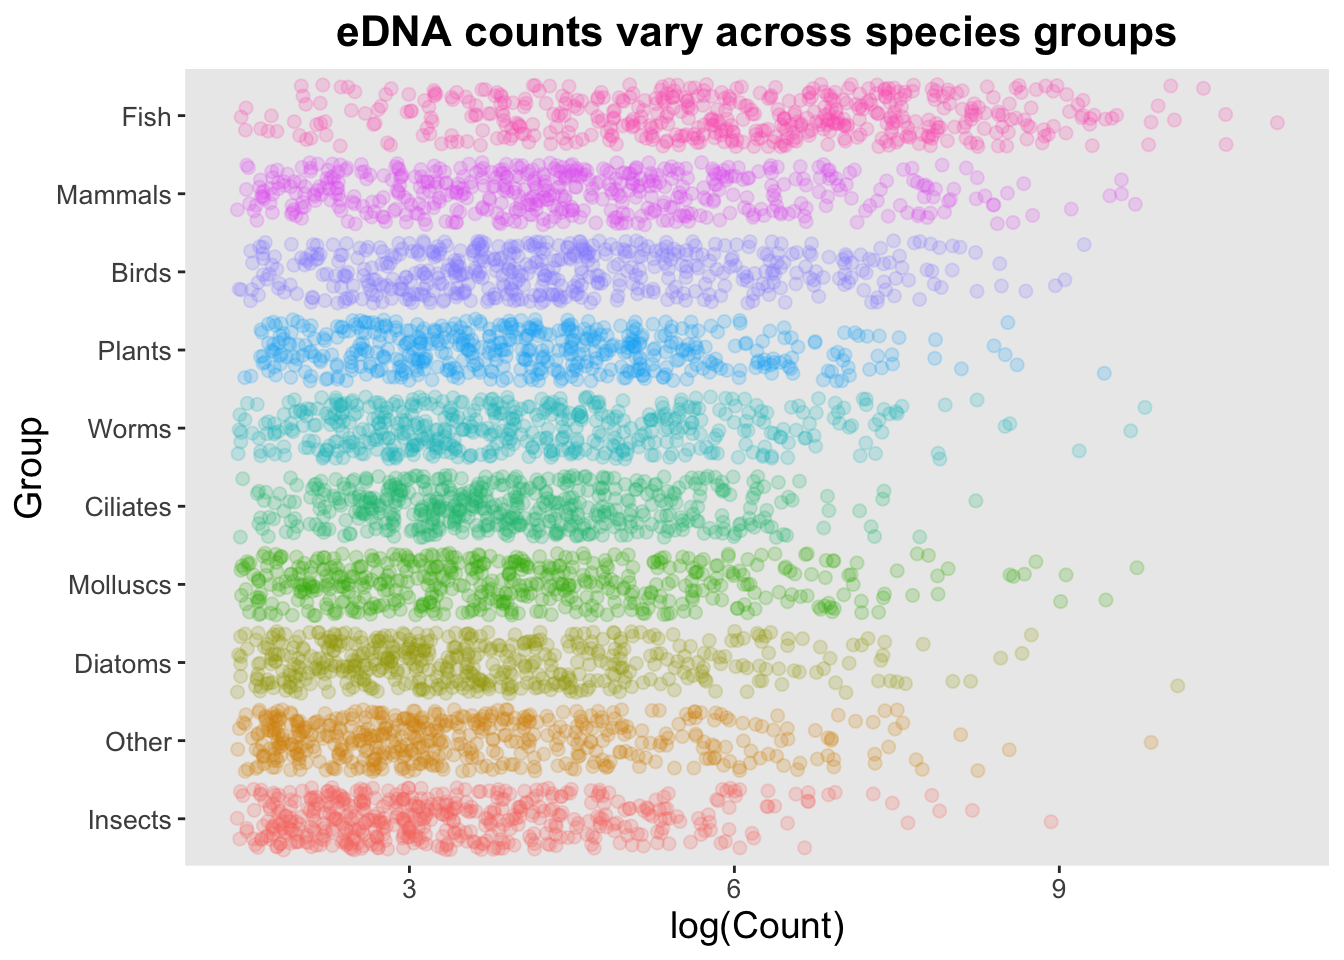 eDNA counts vary across species groups
Group
Fish
Mammals
Birds
Plants
Worms
Ciliates
Molluscs
Diatoms
Other
Insects
3 6 9
log(Count)